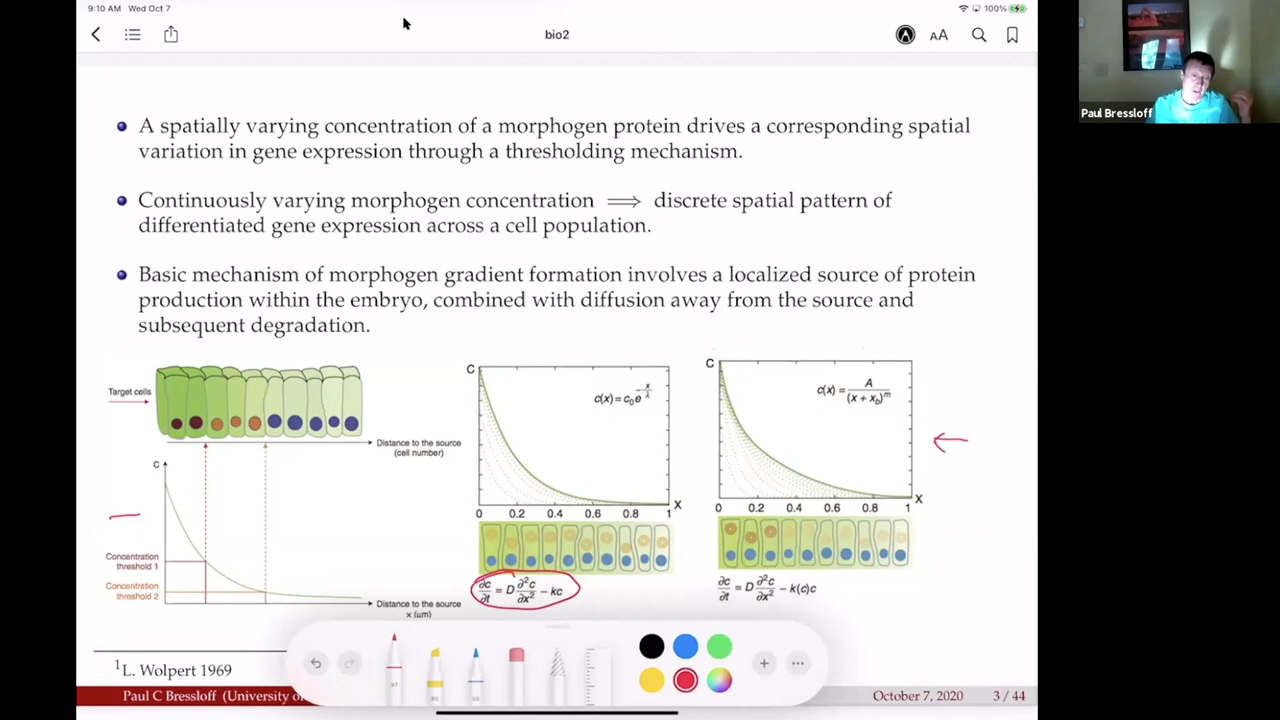 9:10 AM Wed Oct 7
100%
bio2
AA
A spatially varying concentration of a morphogen protein drives a corresponding spatial
variation in gene expression through a thresholding mechanism.
Continuously varying morphogen concentration ⟹ discrete spatial pattern of
differentiated gene expression across a cell population.
Basic mechanism of morphogen gradient formation involves a localized source of protein
production within the embryo, combined with diffusion away from the source and
subsequent degradation.
Target cells
Distance to the source
(cell number)
C
Concentration
threshold 1
Concentration
threshold 2
Distance to the source
x (μm)
C
c(x) = c₀e^(-x/λ)
X
0 0.2 0.4 0.6 0.8 1
∂c/∂t = D ∂²c/∂x² − kc
C
c(x) = A/(x + x_b)^m
X
0 0.2 0.4 0.6 0.8 1
∂c/∂t = D ∂²c/∂x² − k(c)c
¹L. Wolpert 1969
Paul C Bressloff (University o
October 7, 2020 3 / 44
Paul Bressloff